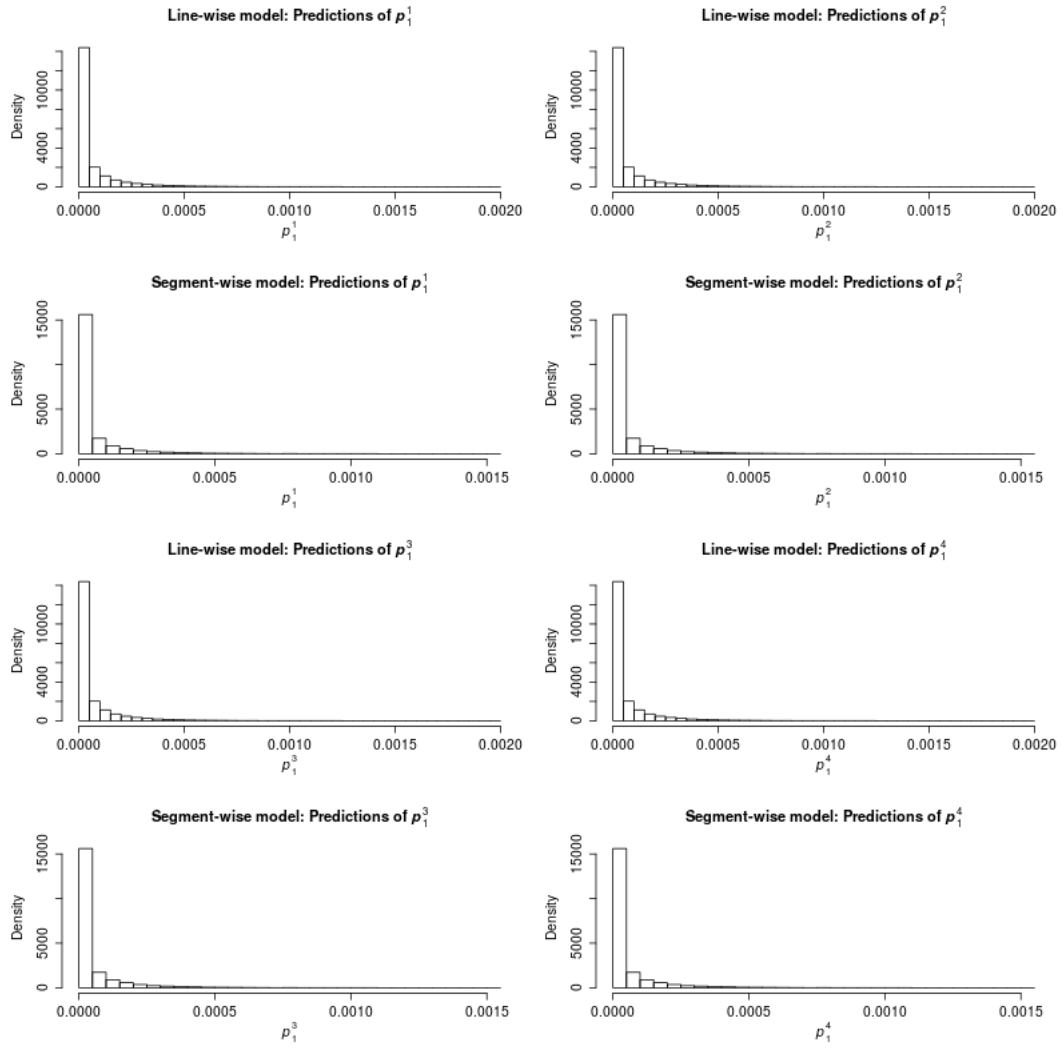 Line-wise model: Predictions of p₁¹
Density
0 4000 10000
0.0000 0.0005 0.0010 0.0015 0.0020
p₁¹
Line-wise model: Predictions of p₁²
Density
0 4000 10000
0.0000 0.0005 0.0010 0.0015 0.0020
p₁²
Segment-wise model: Predictions of p₁¹
Density
0 5000 15000
0.0000 0.0005 0.0010 0.0015
p₁¹
Segment-wise model: Predictions of p₁²
Density
0 5000 15000
0.0000 0.0005 0.0010 0.0015
p₁²
Line-wise model: Predictions of p₁³
Density
0 4000 10000
0.0000 0.0005 0.0010 0.0015 0.0020
p₁³
Line-wise model: Predictions of p₁⁴
Density
0 4000 10000
0.0000 0.0005 0.0010 0.0015 0.0020
p₁⁴
Segment-wise model: Predictions of p₁³
Density
0 5000 15000
0.0000 0.0005 0.0010 0.0015
p₁³
Segment-wise model: Predictions of p₁⁴
Density
0 5000 15000
0.0000 0.0005 0.0010 0.0015
p₁⁴